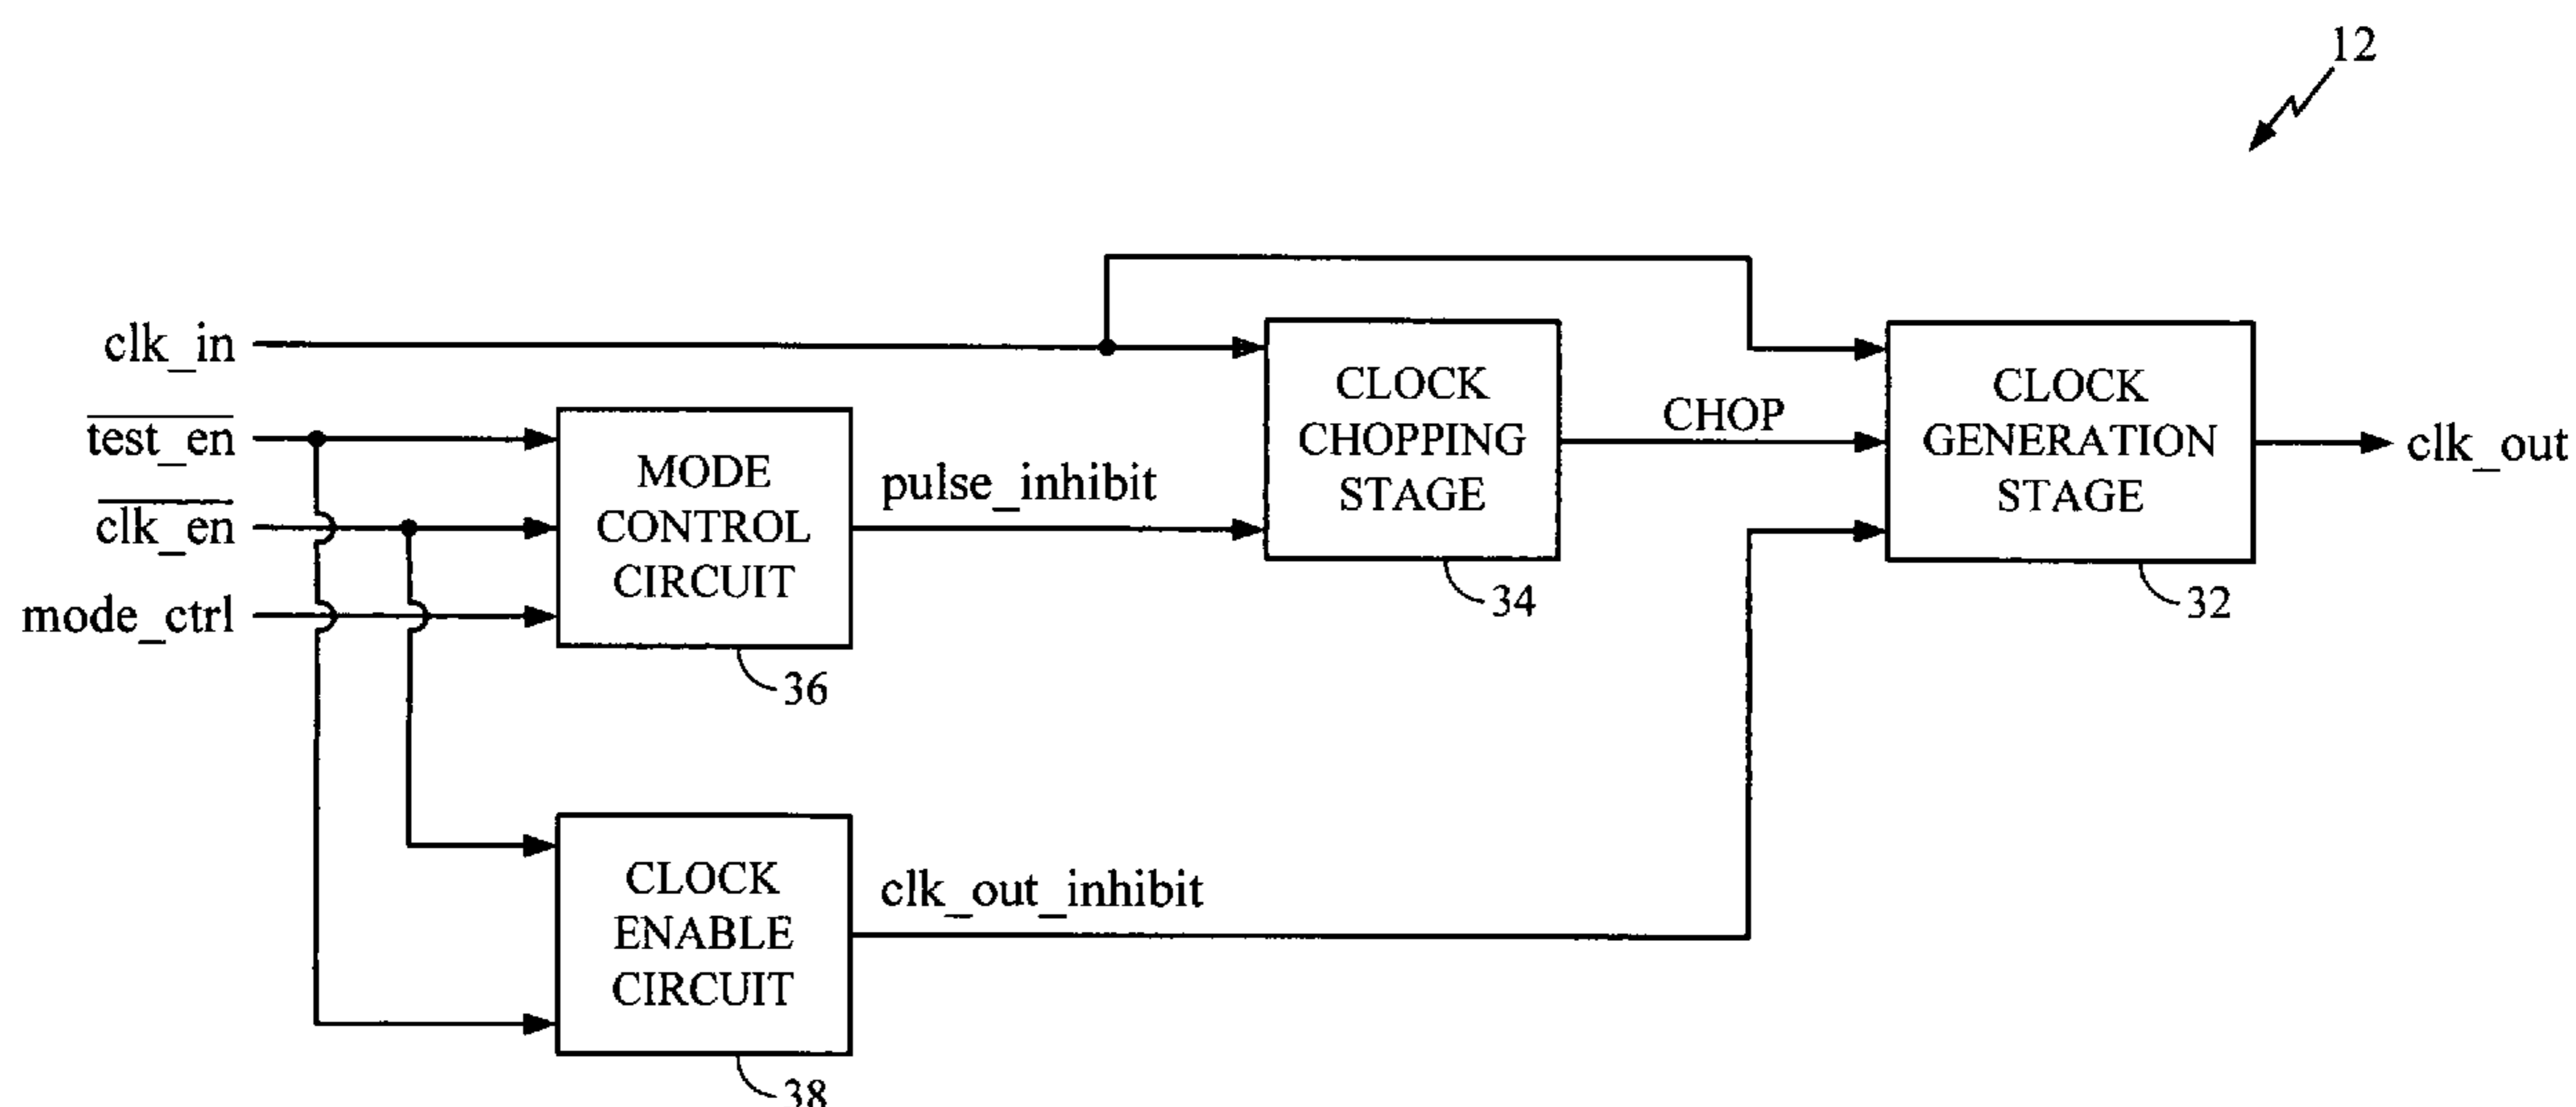 12
clk_in
test_en
clk_en
mode_ctrl
MODE
CONTROL
CIRCUIT
36
pulse_inhibit
CLOCK
CHOPPING
STAGE
34
CHOP
CLOCK
GENERATION
STAGE
32
clk_out
CLOCK
ENABLE
CIRCUIT
38
clk_out_inhibit